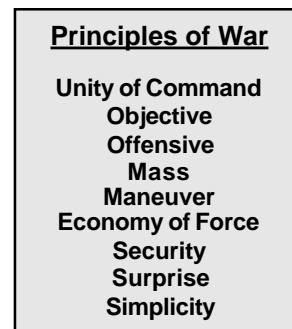 Principles of War
Unity of Command
Objective
Offensive
Mass
Maneuver
Economy of Force
Security
Surprise
Simplicity